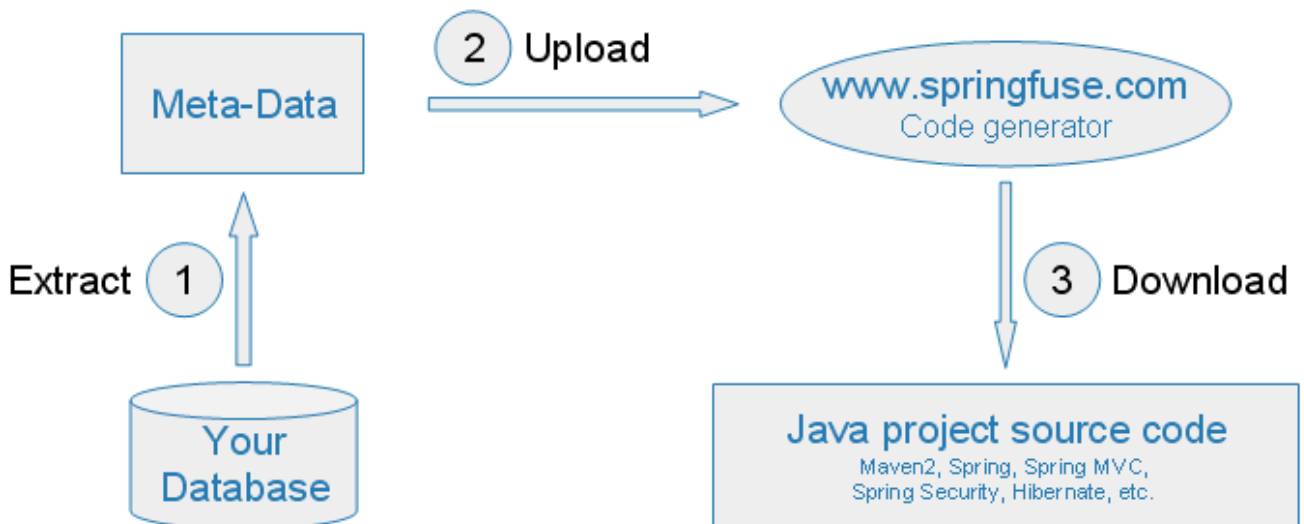 2 Upload
Meta-Data
www.springfuse.com
Code generator
Extract 1
3 Download
Your
Database
Java project source code
Maven2, Spring, Spring MVC,
Spring Security, Hibernate, etc.